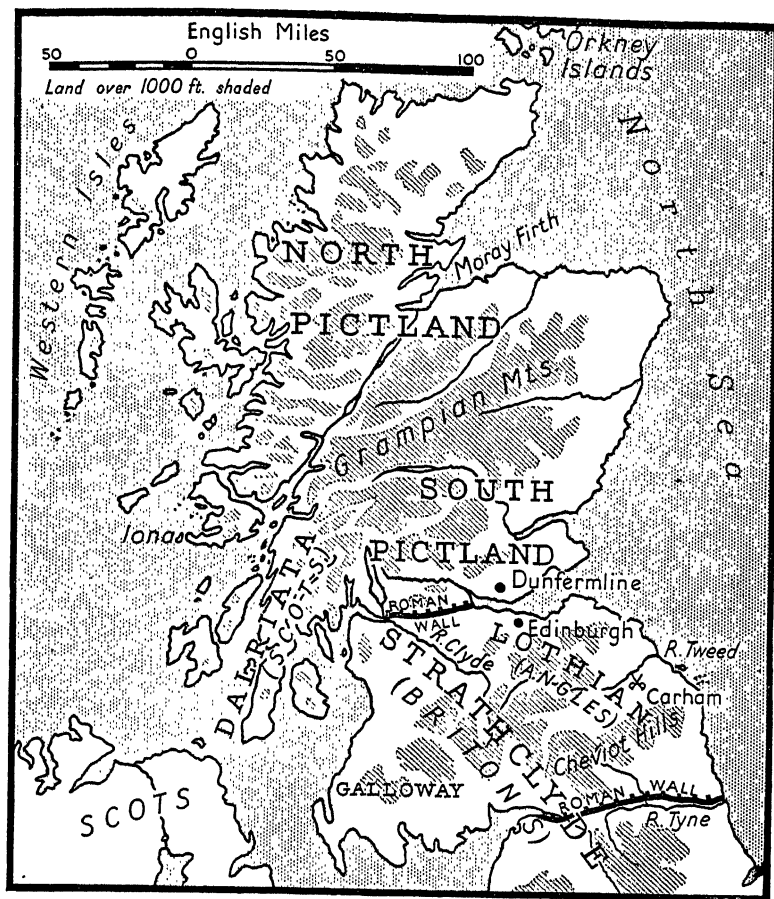 English Miles
50 0 50 100
Land over 1000 ft. shaded
Orkney
Islands
Western Isles
North Sea
NORTH
PICTLAND
Moray Firth
Grampian Mts.
SOUTH
PICTLAND
Iona
Dunfermline
DALRIATA
(SCOTS)
ROMAN
WALL
R. Clyde
Edinburgh
LOTHIAN
(ANGLES)
R. Tweed
Carham
STRATHCLYDE
(BRITONS)
Cheviot Hills
GALLOWAY
SCOTS
ROMAN WALL
R. Tyne